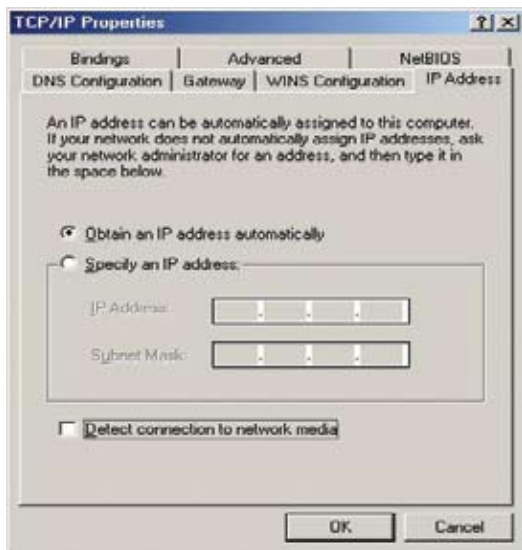 TCP/IP Properties
Bindings
Advanced
NetBIOS
DNS Configuration
Gateway
WINS Configuration
IP Address
An IP address can be automatically assigned to this computer.
If your network does not automatically assign IP addresses, ask
your network administrator for an address, and then type it in
the space below.
Obtain an IP address automatically
Specify an IP address:
IP Address:
Subnet Mask:
Detect connection to network media
OK
Cancel